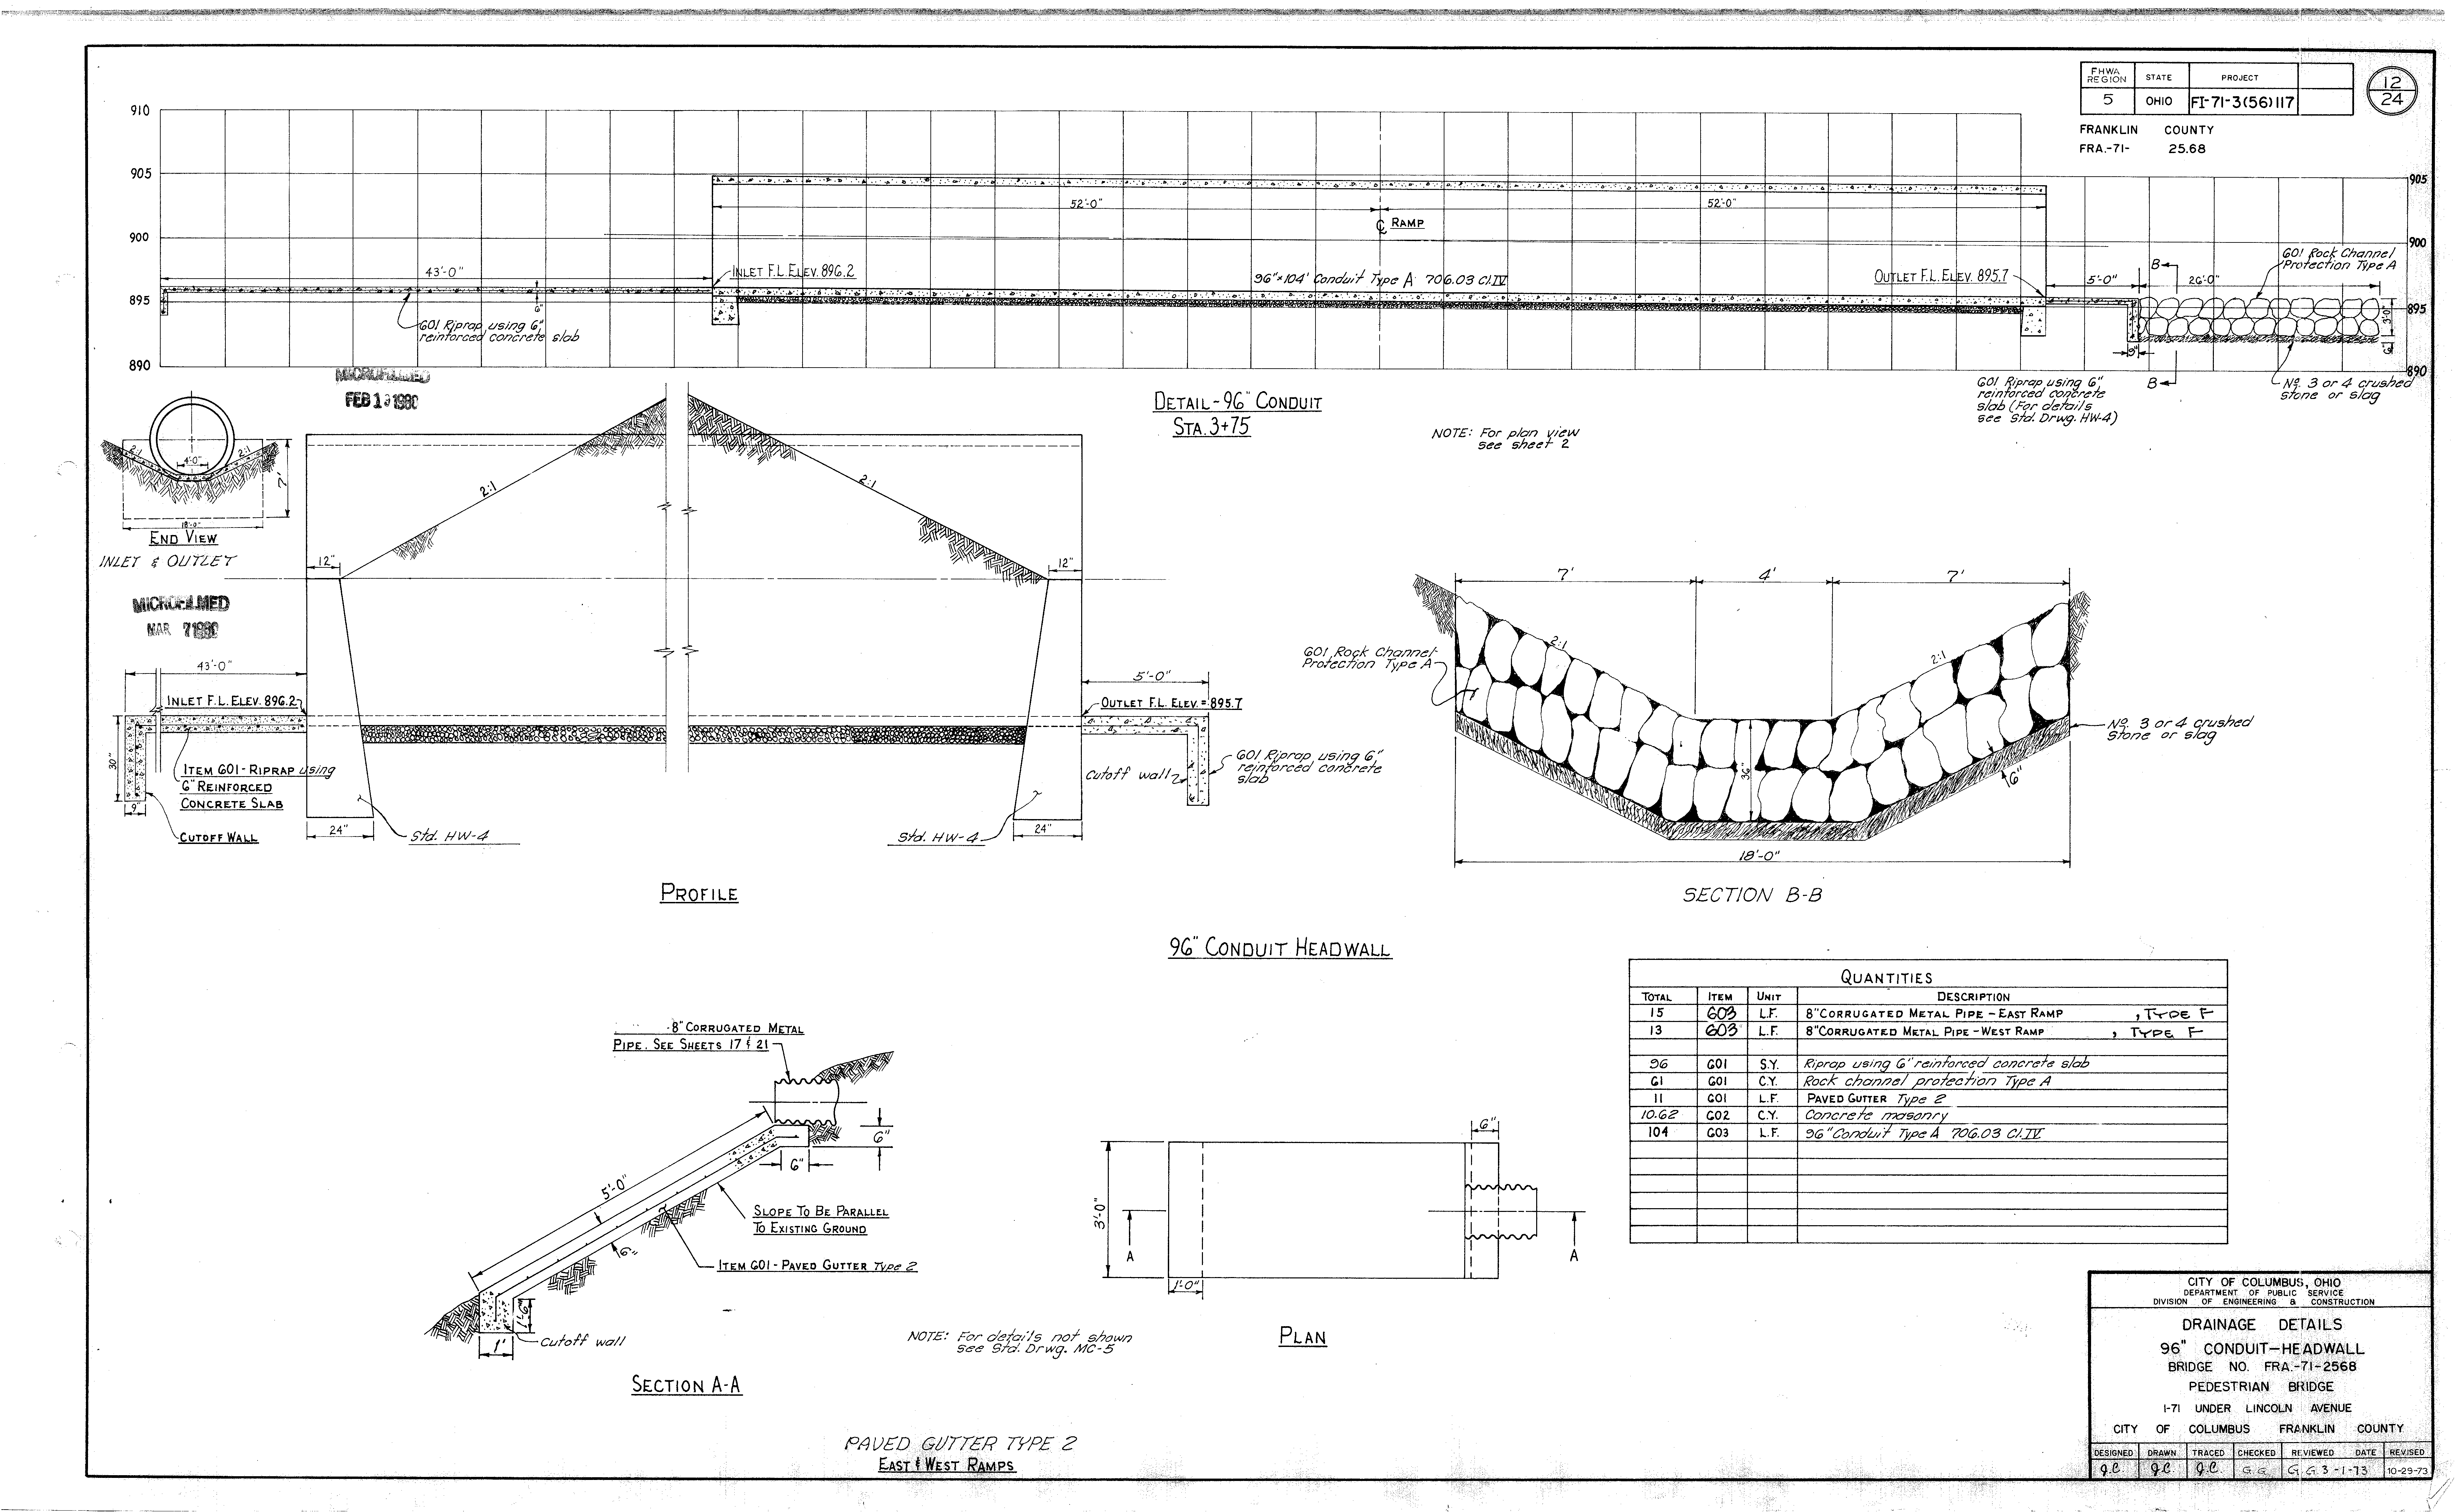 FHWA REGION
STATE
PROJECT
5
OHIO
FI-71-3(56)117
12
24
FRANKLIN COUNTY
FRA.-71- 25.68
910
905
900
895
890
905
900
895
890
52'-0"
52'-0"
℄ RAMP
43'-0"
INLET F.L. ELEV. 896.2
6"
601 Riprap using 6"
reinforced concrete slab
96"×104' Conduit Type A 706.03 Cl. IV
OUTLET F.L. ELEV. 895.7
5'-0"
B
26'-0"
601 Rock Channel
Protection Type A
3'-0"
6"
9"
B
601 Riprap using 6"
reinforced concrete
slab (For details
see Std. Drwg. HW-4)
No. 3 or 4 crushed
stone or slag
DETAIL-96" CONDUIT
STA. 3+75
NOTE: For plan view
see sheet 2
MICROFILMED
FEB 1 1980
2:1
2:1
4'-0"
7'
18'-0"
END VIEW
INLET & OUTLET
MICROFILMED
MAR 7 1980
2:1
2:1
12"
12"
43'-0"
INLET F.L. ELEV. 896.2
30"
9"
ITEM 601-RIPRAP using
6" REINFORCED
CONCRETE SLAB
CUTOFF WALL
24"
Std. HW-4
Std. HW-4
24"
5'-0"
OUTLET F.L. ELEV.=895.7
Cutoff wall
601 Riprap using 6"
reinforced concrete
slab
PROFILE
7'
4'
7'
2:1
2:1
601 Rock Channel
Protection Type A
36"
6"
No. 3 or 4 crushed
stone or slag
18'-0"
SECTION B-B
96" CONDUIT HEADWALL
QUANTITIES
TOTAL ITEM UNIT DESCRIPTION
15 603 L.F. 8" CORRUGATED METAL PIPE - EAST RAMP , TYPE F
13 603 L.F. 8" CORRUGATED METAL PIPE - WEST RAMP , TYPE F
96 601 S.Y. Riprap using 6" reinforced concrete slab
61 601 C.Y. Rock channel protection Type A
11 601 L.F. PAVED GUTTER Type 2
10.62 602 C.Y. Concrete masonry
104 603 L.F. 96" Conduit Type A 706.03 Cl. IV
8" CORRUGATED METAL
PIPE. SEE SHEETS 17 & 21
6"
6"
5'-0"
SLOPE TO BE PARALLEL
TO EXISTING GROUND
6"
ITEM 601-PAVED GUTTER Type 2
1'-6"
1'
Cutoff wall
SECTION A-A
NOTE: For details not shown
see Std. Drwg. MC-5
6"
3'-0"
A
A
1'-0"
PLAN
PAVED GUTTER TYPE 2
EAST & WEST RAMPS
CITY OF COLUMBUS, OHIO
DEPARTMENT OF PUBLIC SERVICE
DIVISION OF ENGINEERING & CONSTRUCTION
DRAINAGE DETAILS
96" CONDUIT-HEADWALL
BRIDGE NO. FRA.-71-2568
PEDESTRIAN BRIDGE
I-71 UNDER LINCOLN AVENUE
CITY OF COLUMBUS FRANKLIN COUNTY
DESIGNED DRAWN TRACED CHECKED REVIEWED DATE REVISED
J.C. J.C. J.C. G.G. G.G. 3-1-73 10-29-73